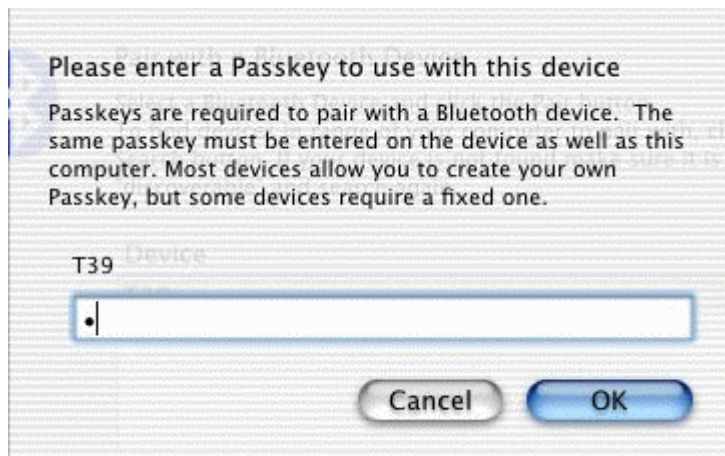 Please enter a Passkey to use with this device
Passkeys are required to pair with a Bluetooth device. The
same passkey must be entered on the device as well as this
computer. Most devices allow you to create your own
Passkey, but some devices require a fixed one.
Device
T39
•
Cancel
OK